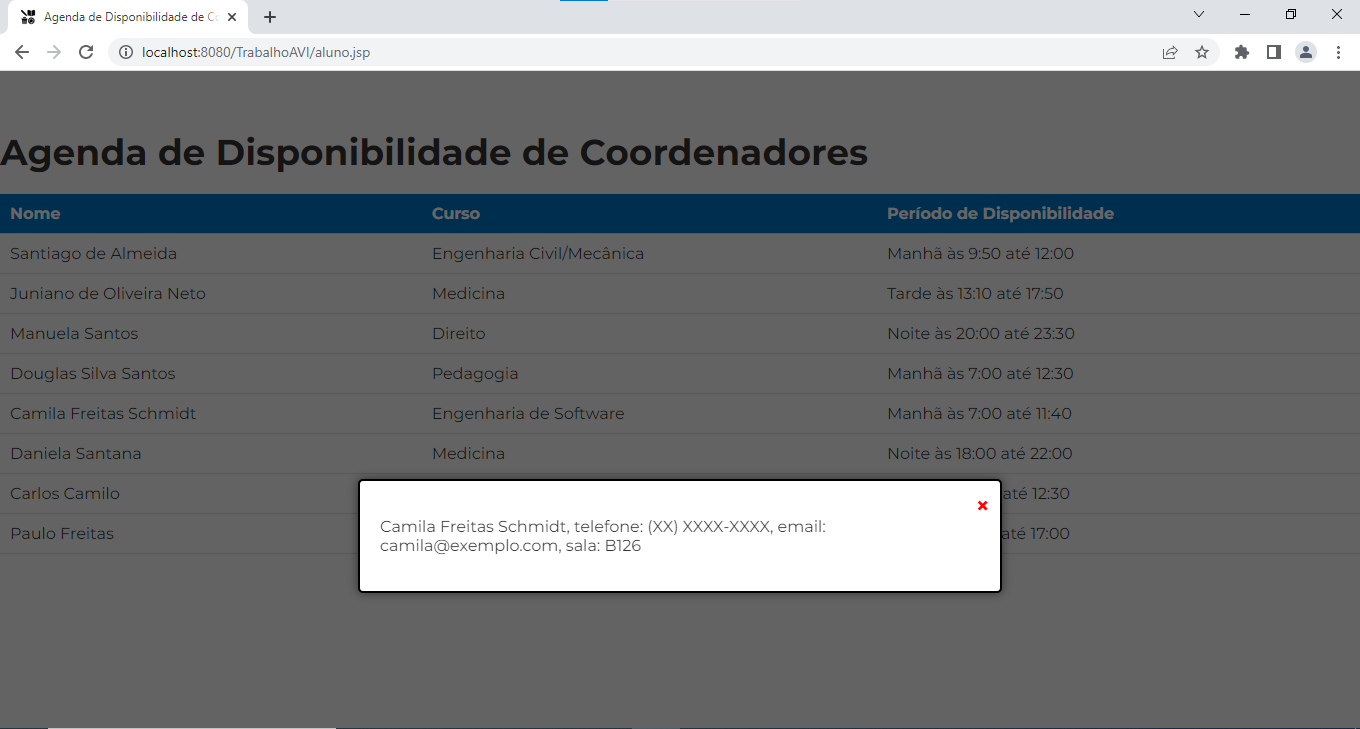 Agenda de Disponibilidade de C
localhost:8080/TrabalhoAVI/aluno.jsp
Agenda de Disponibilidade de Coordenadores
Nome Curso Período de Disponibilidade
Santiago de Almeida Engenharia Civil/Mecânica Manhã às 9:50 até 12:00
Juniano de Oliveira Neto Medicina Tarde às 13:10 até 17:50
Manuela Santos Direito Noite às 20:00 até 23:30
Douglas Silva Santos Pedagogia Manhã às 7:00 até 12:30
Camila Freitas Schmidt Engenharia de Software Manhã às 7:00 até 11:40
Daniela Santana Medicina Noite às 18:00 até 22:00
Carlos Camilo até 12:30
Paulo Freitas até 17:00
Camila Freitas Schmidt, telefone: (XX) XXXX-XXXX, email:
camila@exemplo.com, sala: B126